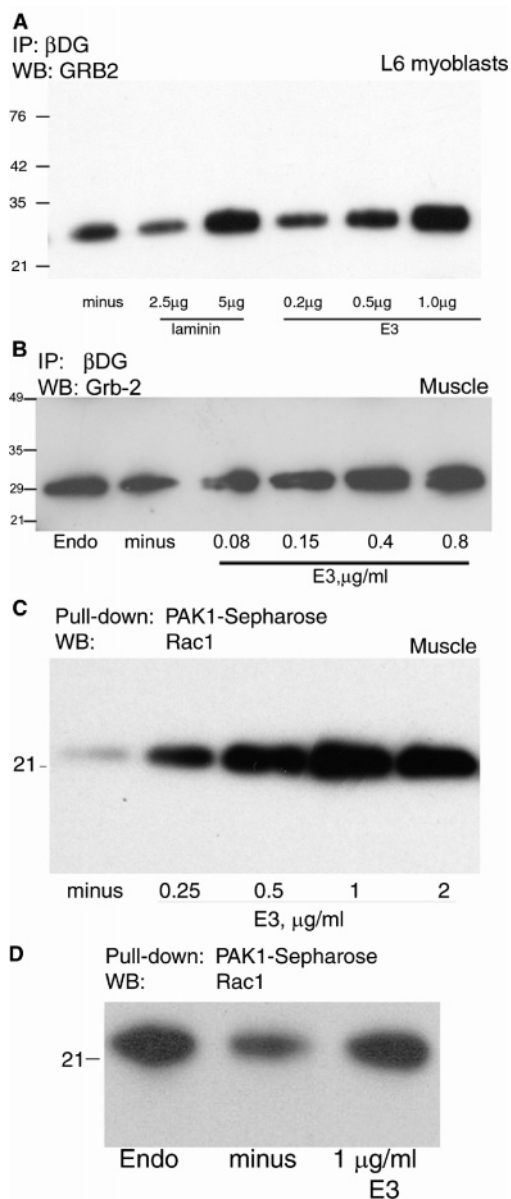 A
IP: βDG
WB: GRB2
L6 myoblasts
76
42
35
21
minus 2.5µg 5µg 0.2µg 0.5µg 1.0µg
laminin E3
B
IP: βDG
WB: Grb-2
Muscle
49
35
29
21
Endo minus 0.08 0.15 0.4 0.8
E3,µg/ml
C
Pull-down: PAK1-Sepharose
WB: Rac1
Muscle
21
minus 0.25 0.5 1 2
E3, µg/ml
D
Pull-down: PAK1-Sepharose
WB: Rac1
21
Endo minus 1 µg/ml
E3